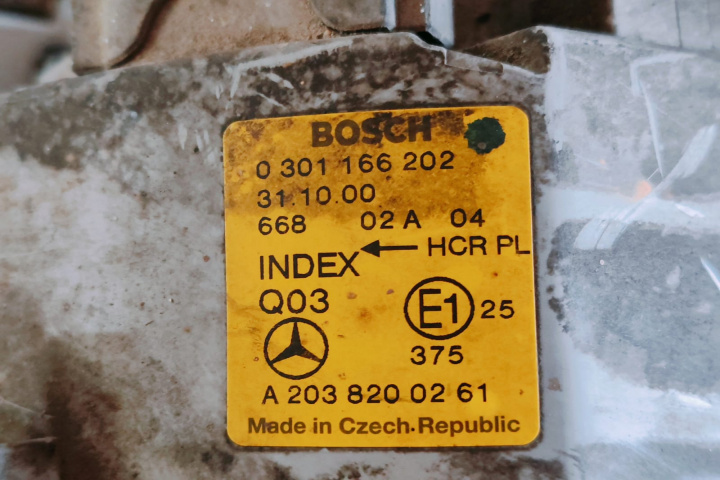 BOSCH
0 301 166 202
31.10.00
668 02 A 04
INDEX ← HCR PL
Q03
E1 25
375
A 203 820 02 61
Made in Czech.Republic